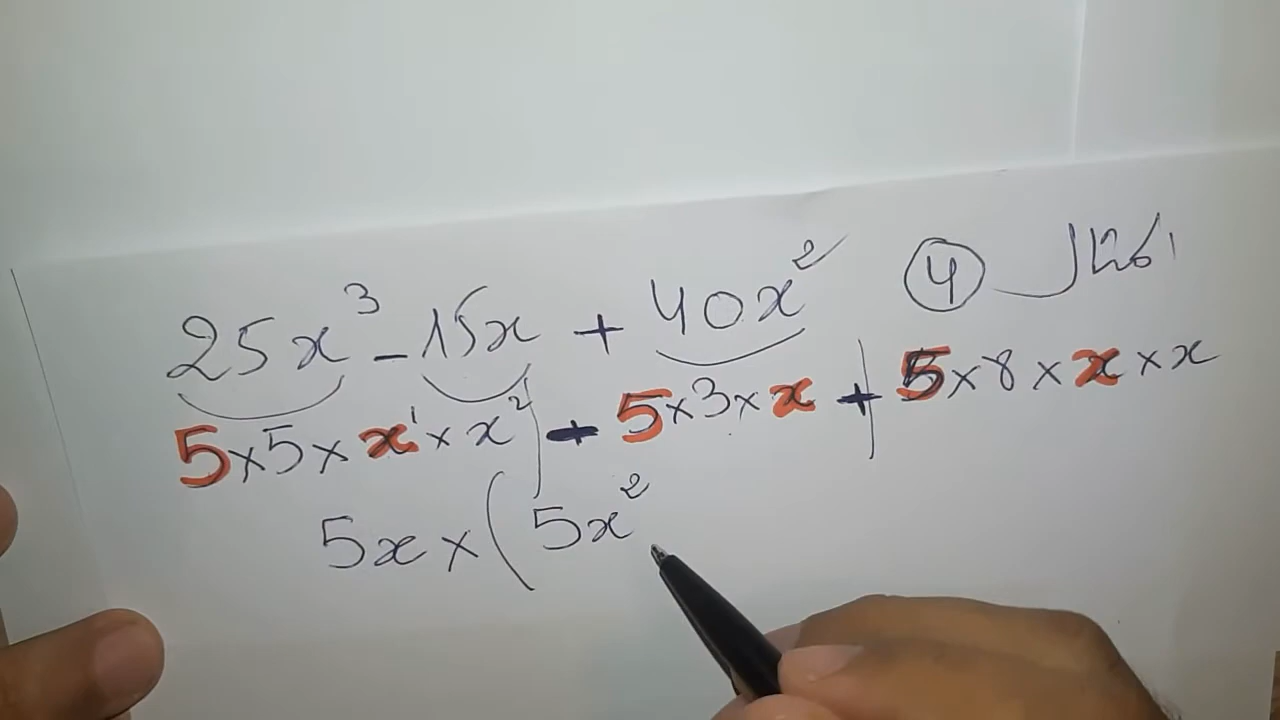 مثال 4
25x³ - 15x + 40x²
5×5×x¹×x² - 5×3×x + 5×8×x×x
5x×(5x²